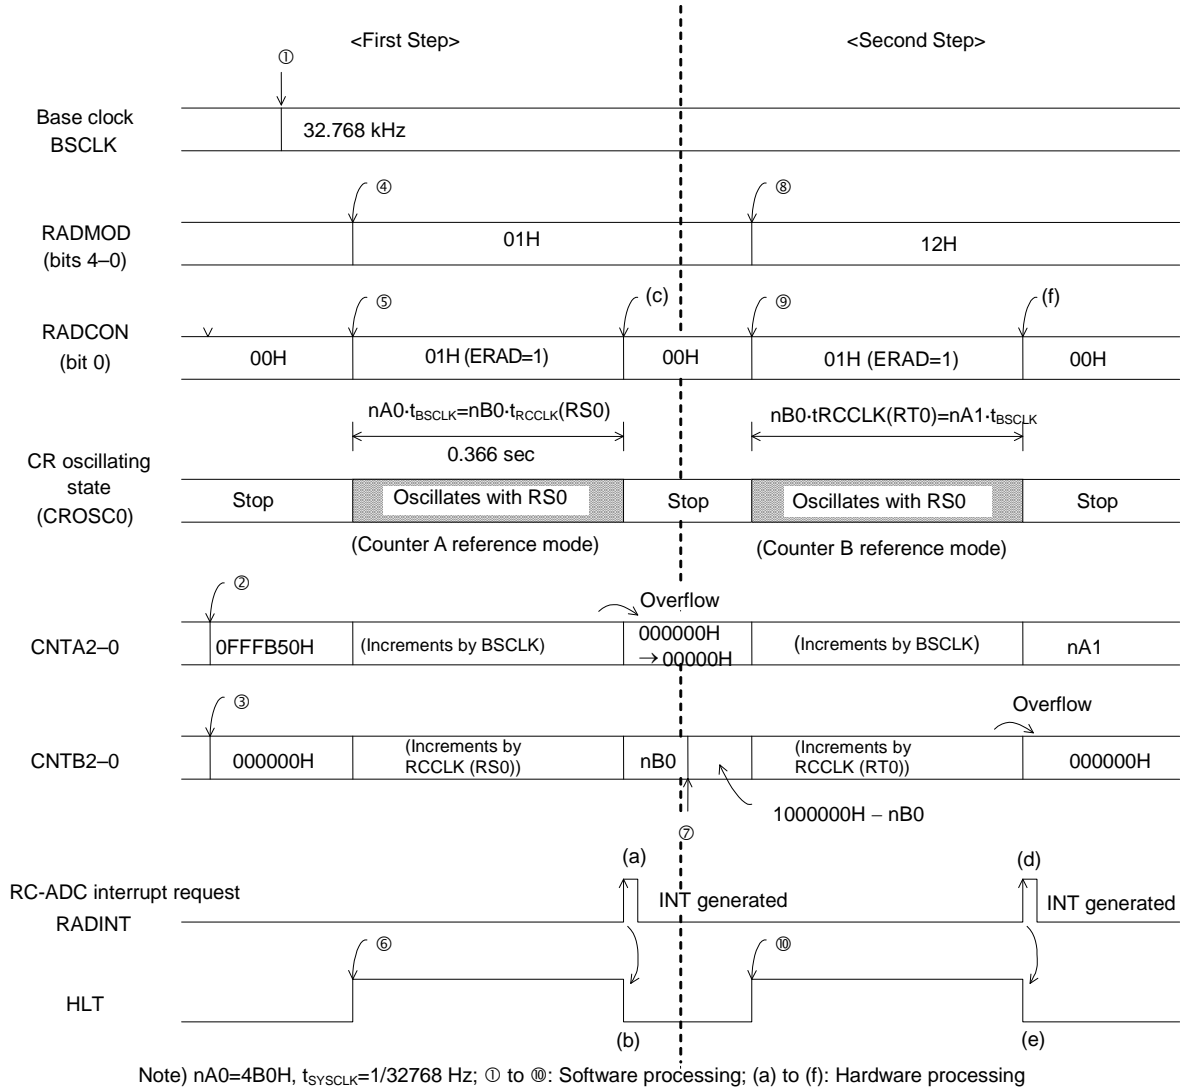 <First Step>
<Second Step>
①
Base clock
BSCLK
32.768 kHz
④
⑧
RADMOD
(bits 4–0)
01H
12H
⑤
(c)
⑨
(f)
RADCON
(bit 0)
00H
01H (ERAD=1)
00H
01H (ERAD=1)
00H
nA0·tBSCLK=nB0·tRCCLK(RS0)
nB0·tRCCLK(RT0)=nA1·tBSCLK
0.366 sec
CR oscillating
state
(CROSC0)
Stop
Oscillates with RS0
Stop
Oscillates with RS0
Stop
(Counter A reference mode)
(Counter B reference mode)
②
Overflow
CNTA2–0
0FFFB50H
(Increments by BSCLK)
000000H
→00000H
(Increments by BSCLK)
nA1
③
Overflow
CNTB2–0
000000H
(Increments by
RCCLK (RS0))
nB0
(Increments by
RCCLK (RT0))
000000H
1000000H – nB0
⑦
(a)
(d)
RC-ADC interrupt request
RADINT
INT generated
INT generated
⑥
⑩
HLT
(b)
(e)
Note) nA0=4B0H, tSYSCLK=1/32768 Hz; ① to ⑩: Software processing; (a) to (f): Hardware processing